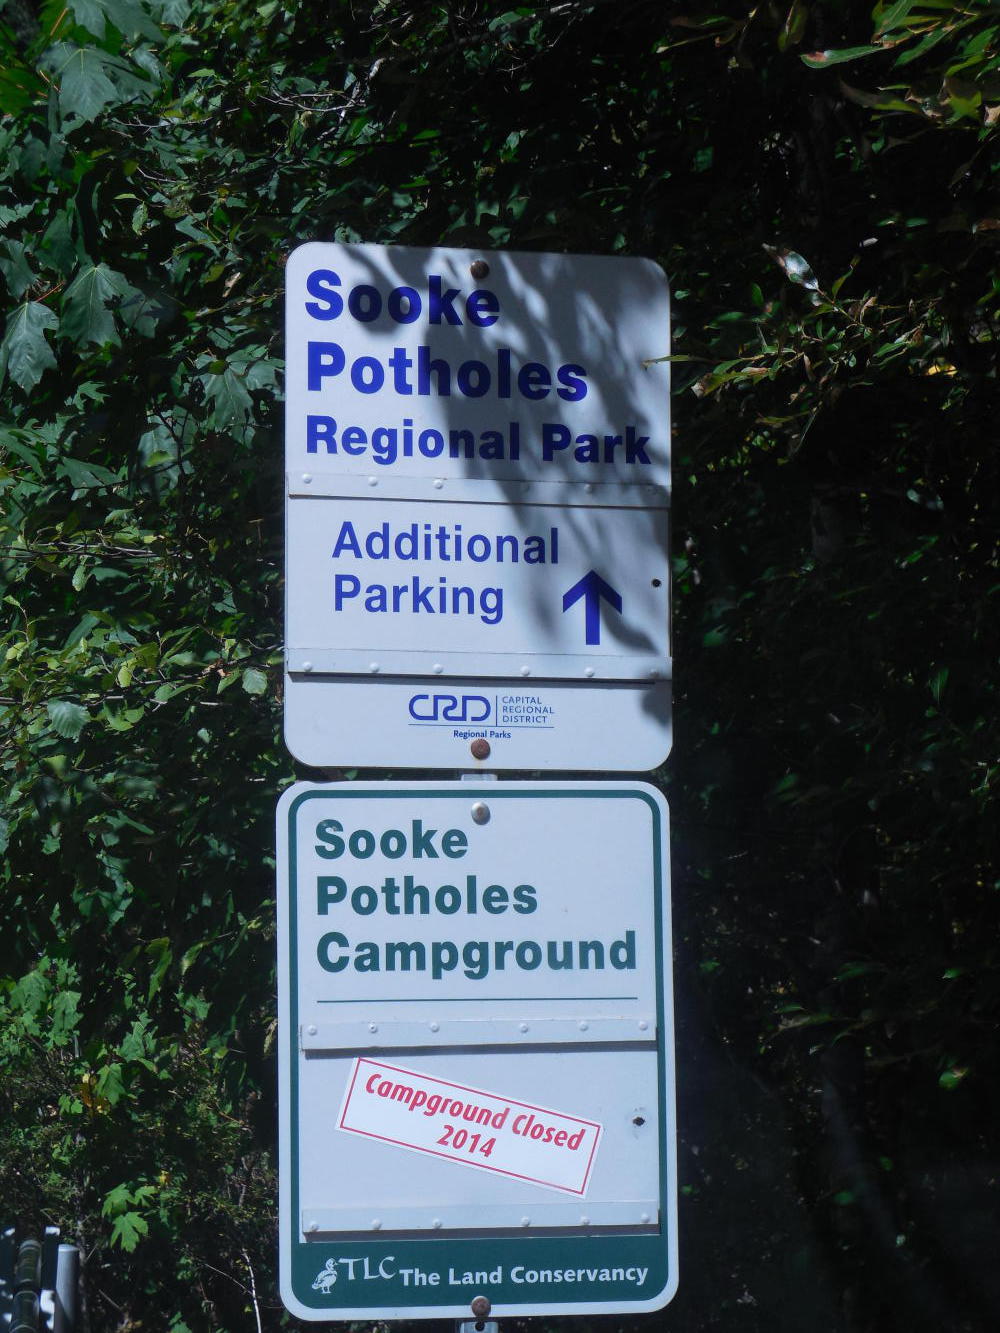 Sooke
Potholes
Regional Park
Additional
Parking
CRD
CAPITAL
REGIONAL
DISTRICT
Regional Parks
Sooke
Potholes
Campground
Campground Closed
2014
TLC The Land Conservancy